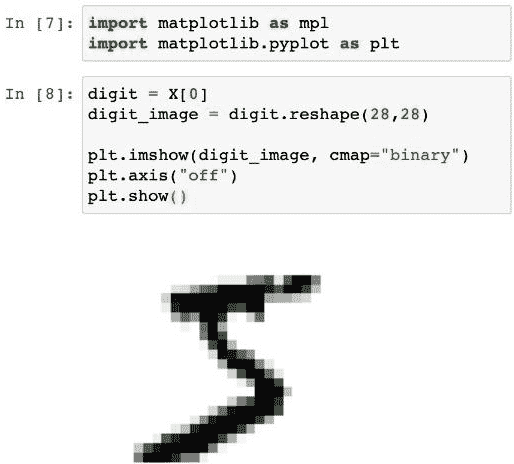 In [7]: import matplotlib as mpl
import matplotlib.pyplot as plt
In [8]: digit = X[0]
digit_image = digit.reshape(28,28)
plt.imshow(digit_image, cmap="binary")
plt.axis("off")
plt.show()
5